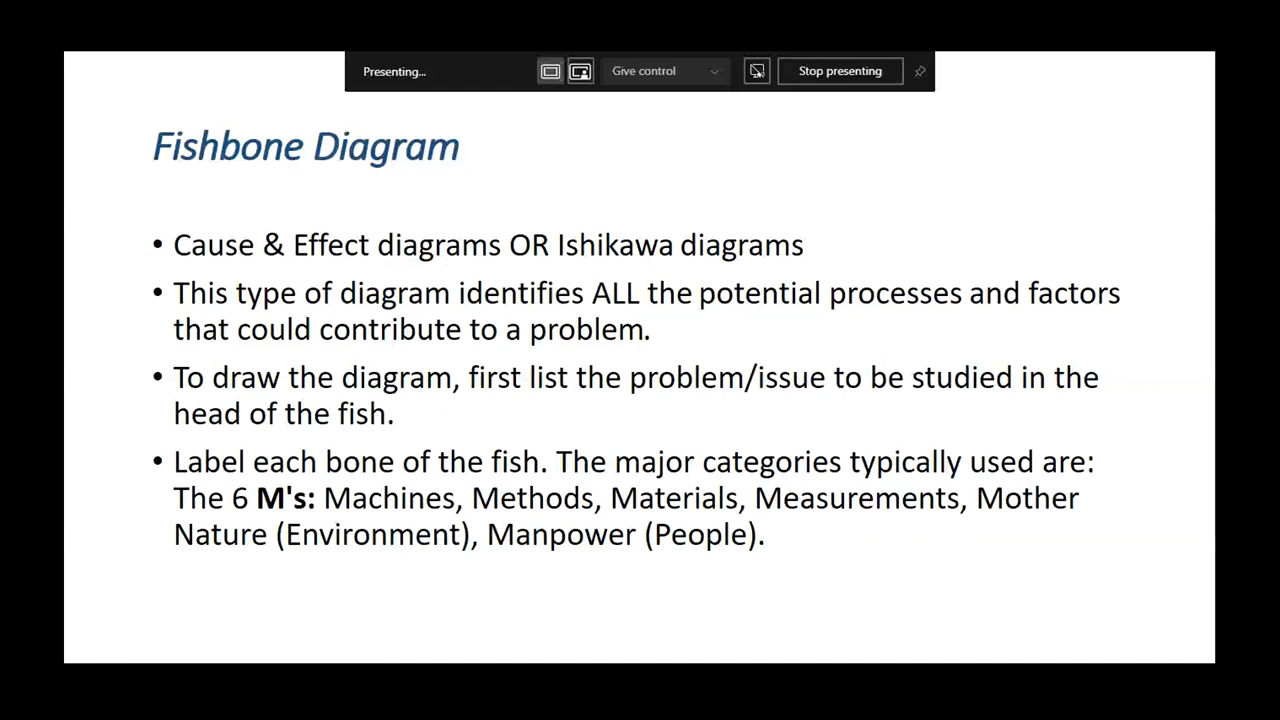 Presenting...
Give control
Stop presenting
Fishbone Diagram
• Cause & Effect diagrams OR Ishikawa diagrams
• This type of diagram identifies ALL the potential processes and factors
that could contribute to a problem.
• To draw the diagram, first list the problem/issue to be studied in the
head of the fish.
• Label each bone of the fish. The major categories typically used are:
The 6 M's: Machines, Methods, Materials, Measurements, Mother
Nature (Environment), Manpower (People).